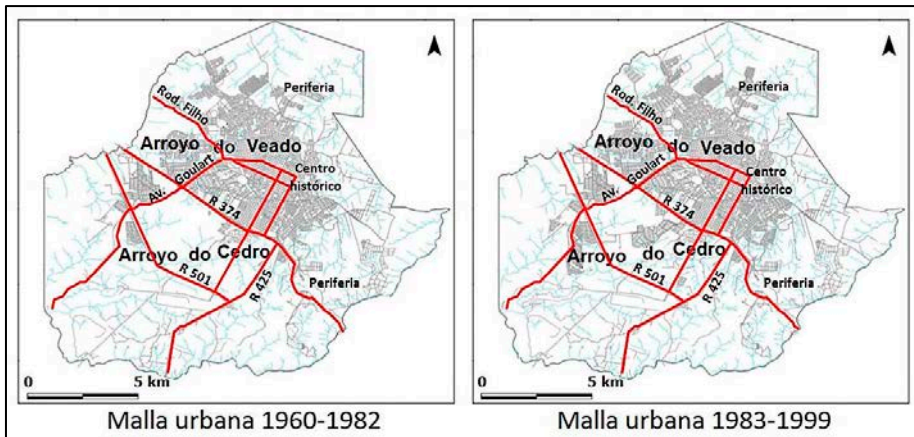 Periferia
Rod. Filho
Arroyo do Veado
Av. Goulart
Centro
histórico
R 374
Arroyo do Cedro
R 501
R 425
Periferia
0 5 km
Malla urbana 1960-1982
Periferia
Rod. Filho
Arroyo do Veado
Av. Goulart
Centro
histórico
R 374
Arroyo do Cedro
R 501
R 425
Periferia
0 5 km
Malla urbana 1983-1999